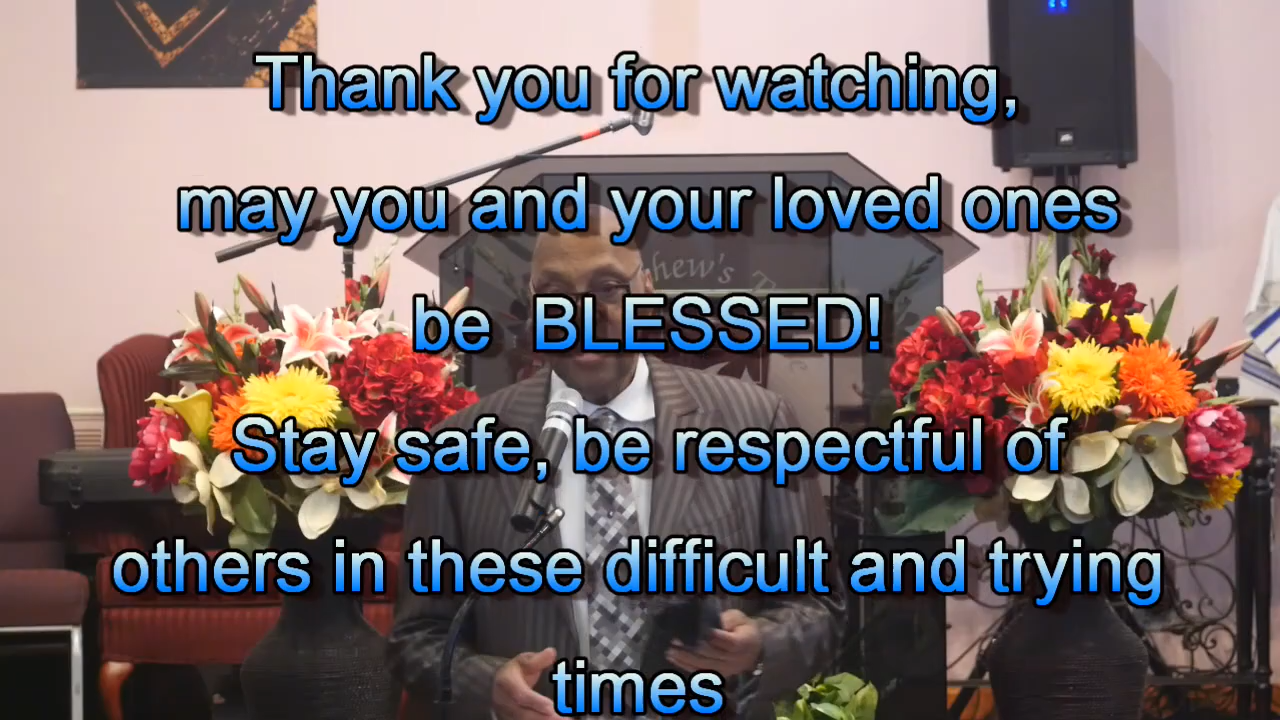 Thank you for watching,
may you and your loved ones
be BLESSED!
Stay safe, be respectful of
others in these difficult and trying
times